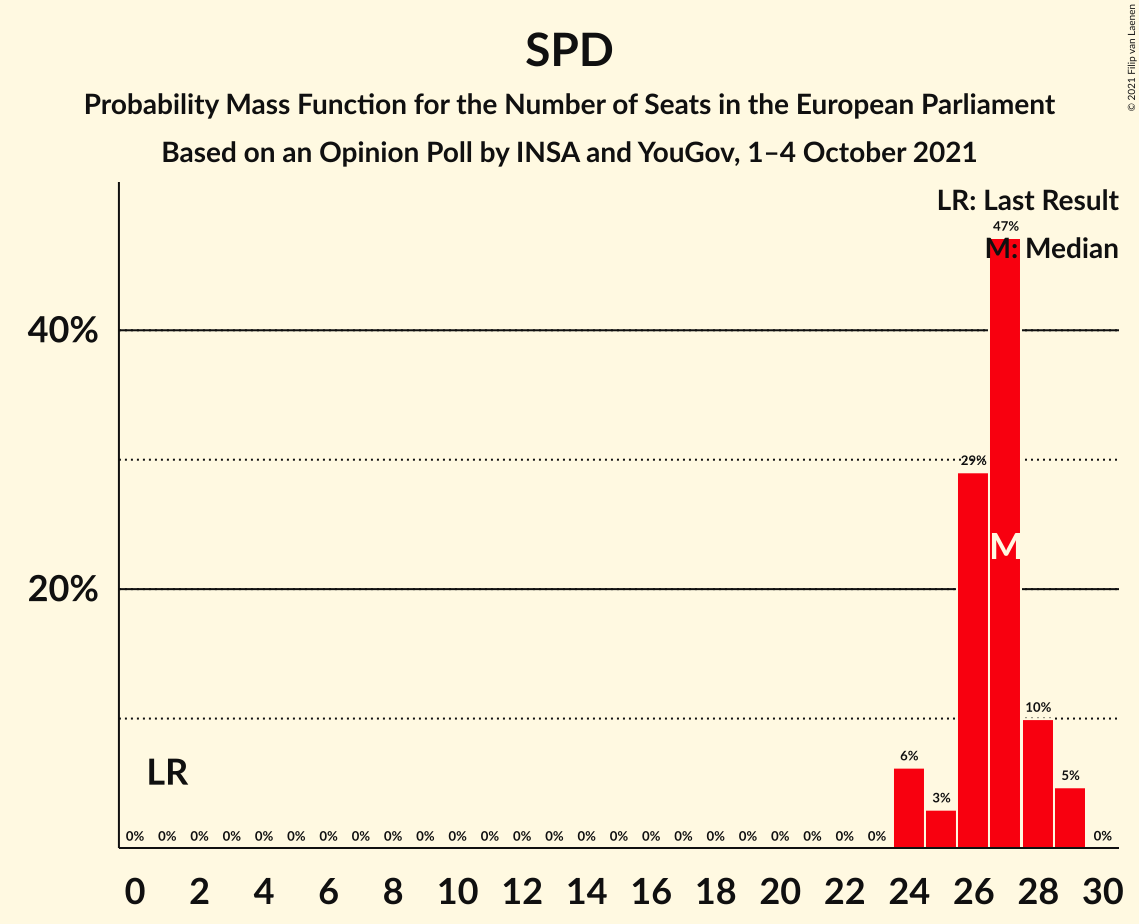 SPD
Probability Mass Function for the Number of Seats in the European Parliament
Based on an Opinion Poll by INSA and YouGov, 1–4 October 2021
© 2021 Filip van Laenen
LR: Last Result
47%
M: Median
40%
29%
M
20%
10%
6%
5%
3%
LR
0% 0% 0% 0% 0% 0% 0% 0% 0% 0% 0% 0% 0% 0% 0% 0% 0% 0% 0% 0% 0% 0% 0% 0% 0%
0 2 4 6 8 10 12 14 16 18 20 22 24 26 28 30